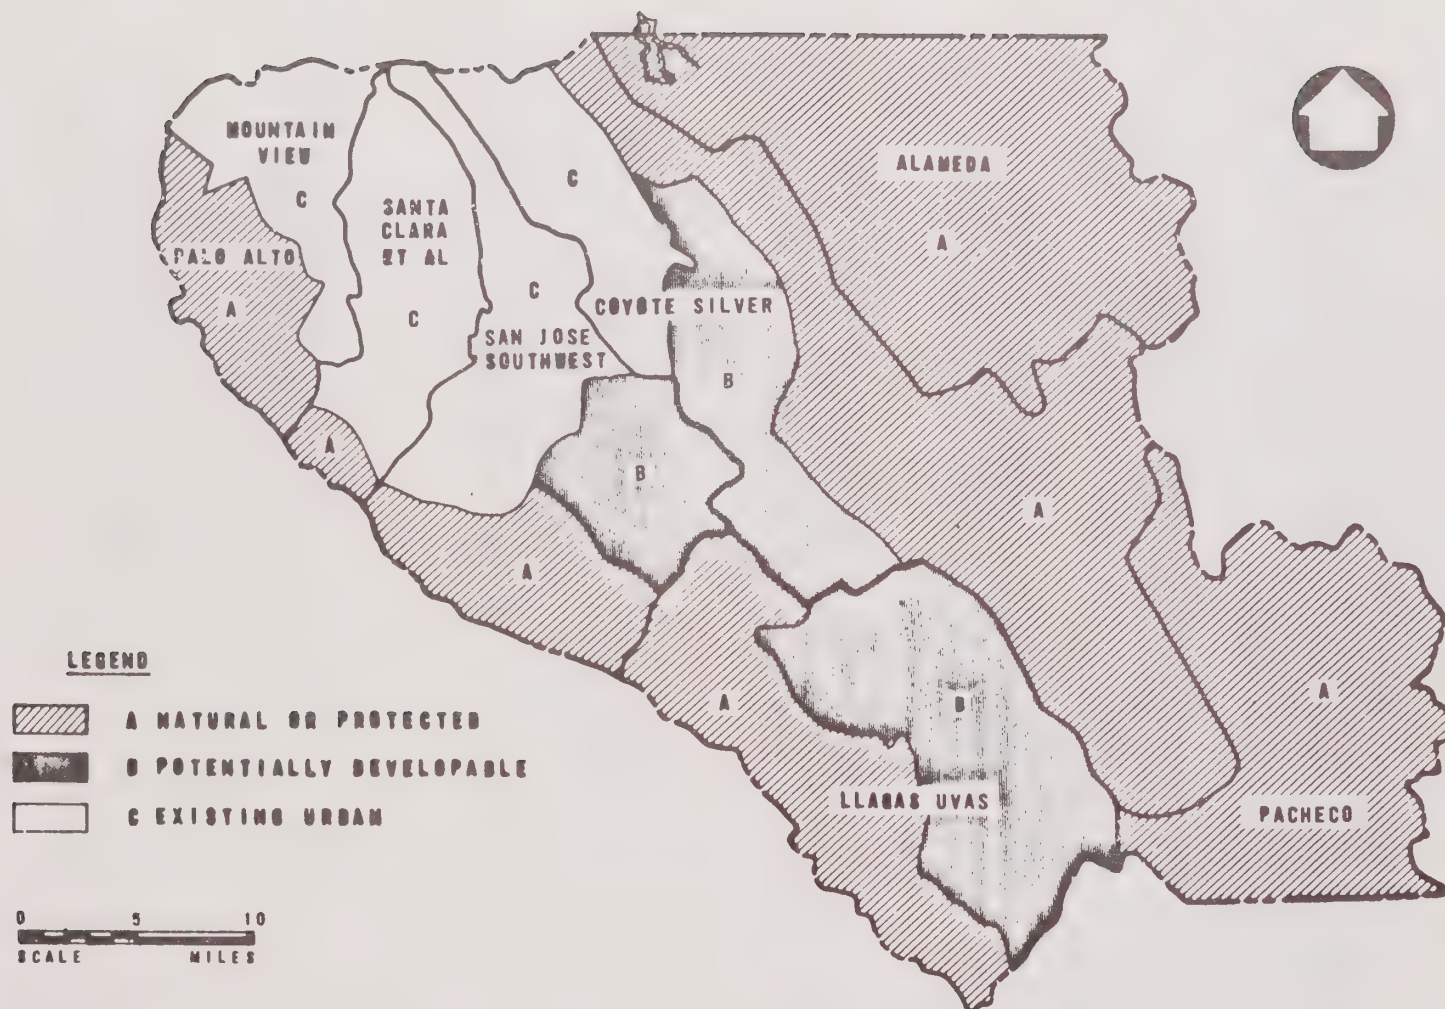 MOUNTAIN
VIEW
C
SANTA
CLARA
ET AL
C
PALO ALTO
A
A
C
C
SAN JOSE
SOUTHWEST
COYOTE SILVER
B
B
ALAMEDA
A
A
A
A
A
B
LLAGAS UVAS
PACHECO
LEGEND
A NATURAL OR PROTECTED
B POTENTIALLY DEVELOPABLE
C EXISTING URBAN
0 5 10
SCALE MILES